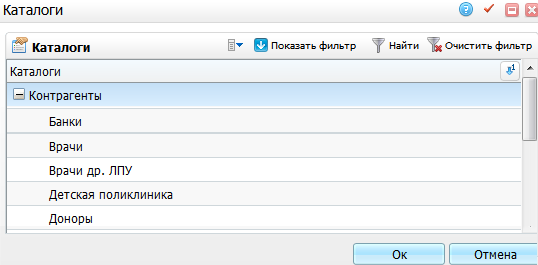 Каталоги
Каталоги Показать фильтр Найти Очистить фильтр
Каталоги 1
Контрагенты
Банки
Врачи
Врачи др. ЛПУ
Детская поликлиника
Доноры
Ок Отмена